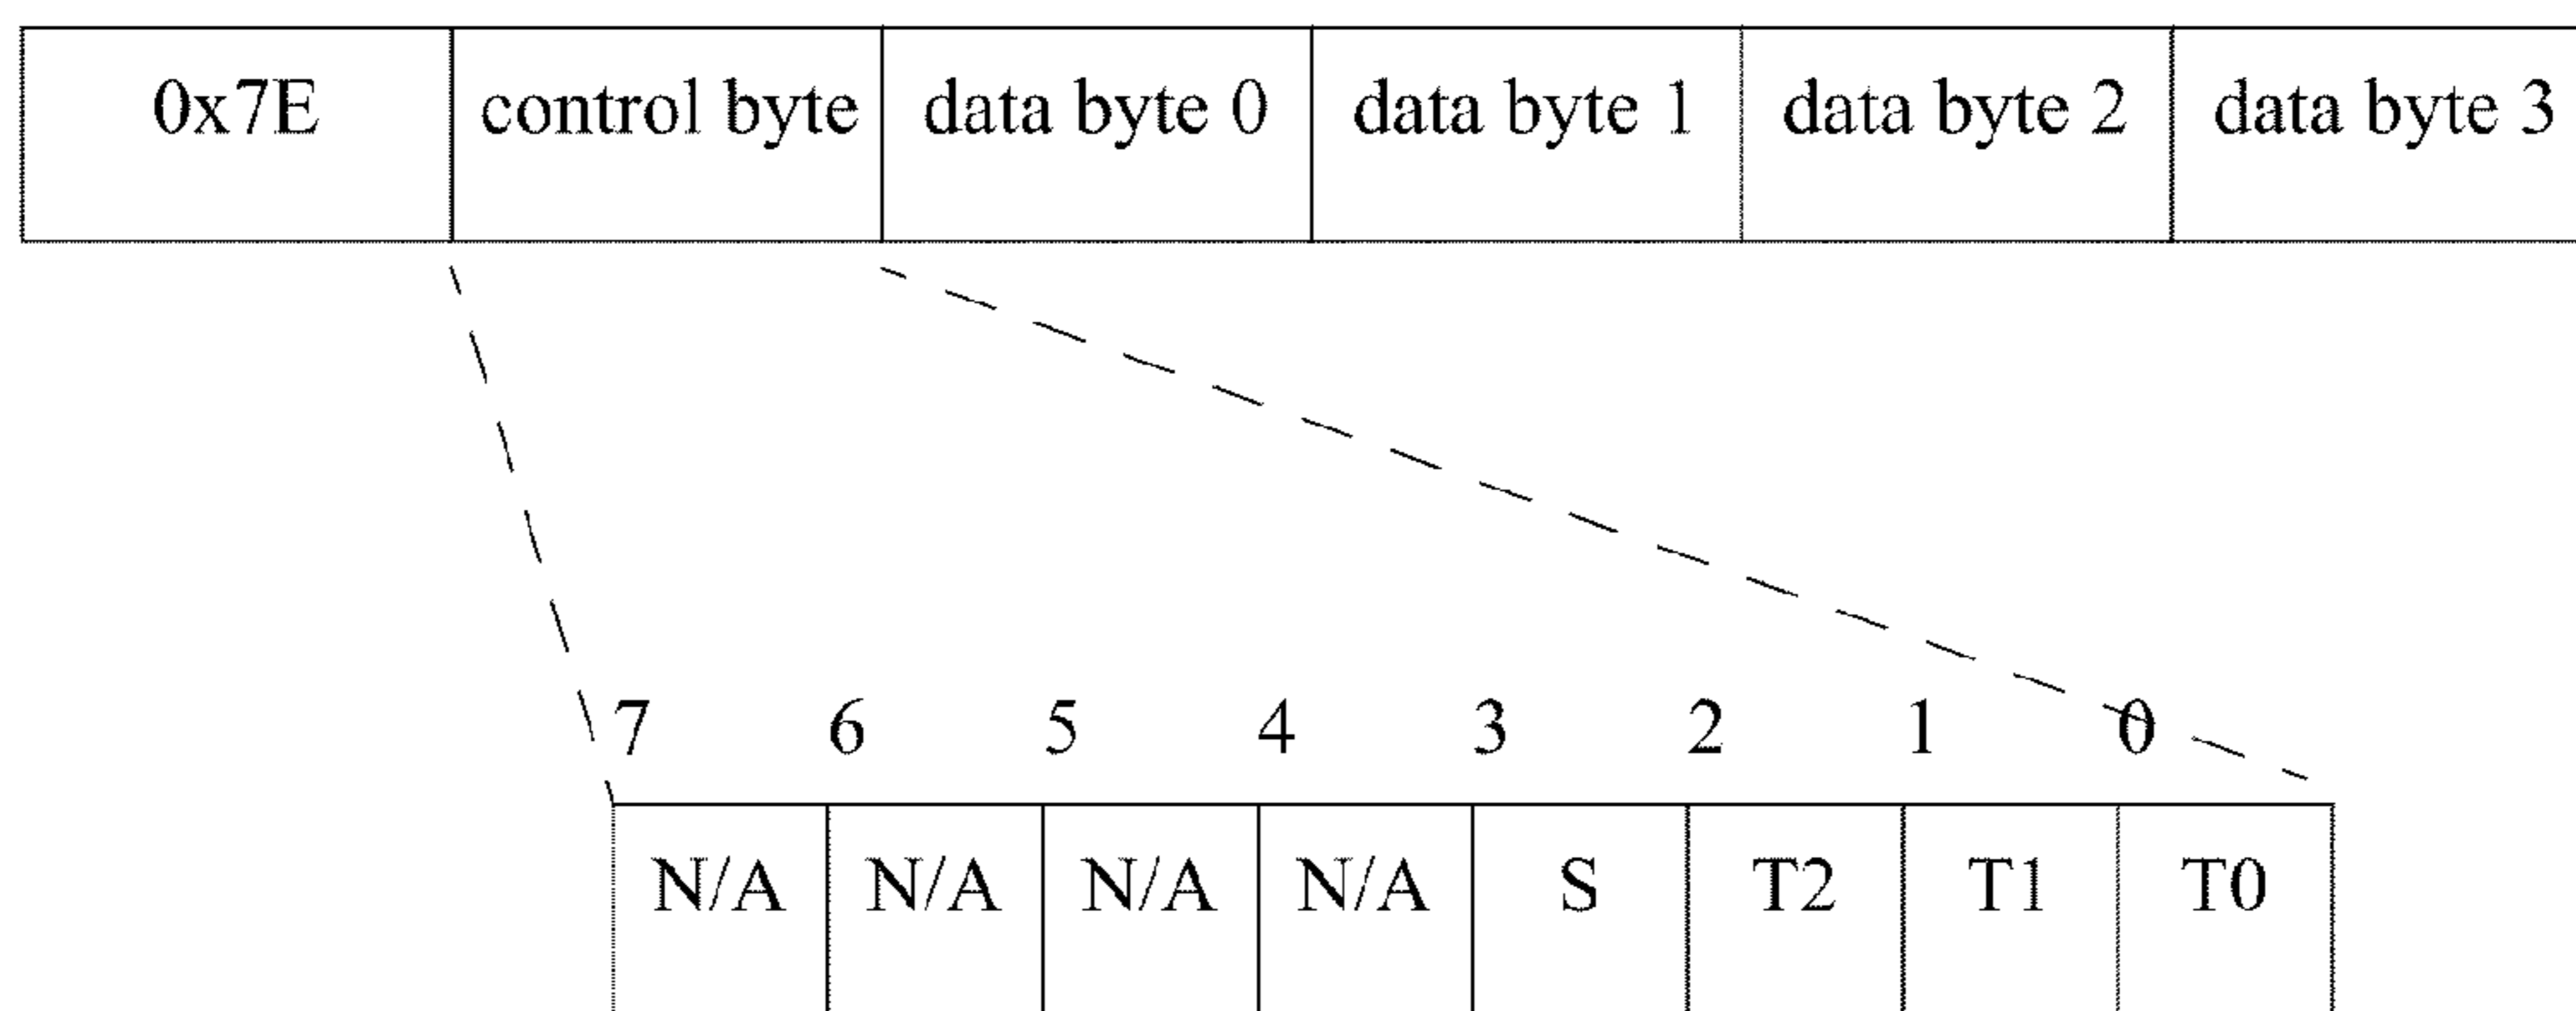 0x7E control byte data byte 0 data byte 1 data byte 2 data byte 3
7 6 5 4 3 2 1 0
N/A N/A N/A N/A S T2 T1 T0